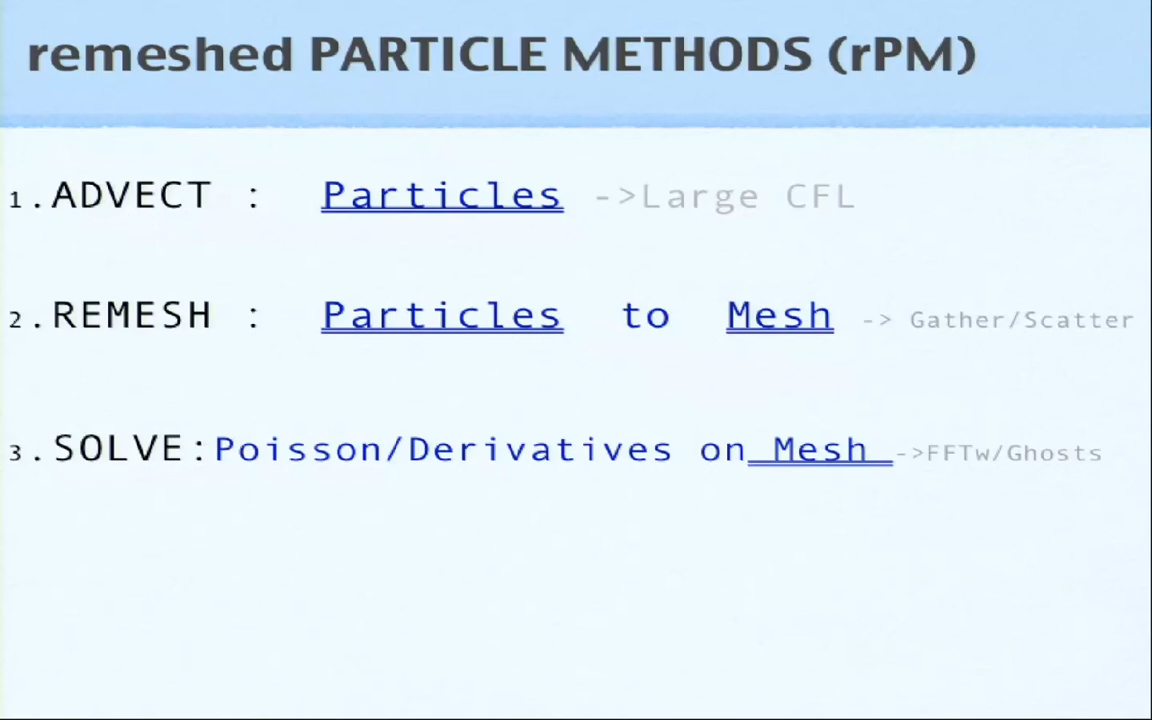 remeshed PARTICLE METHODS (rPM)
1.ADVECT : Particles ->Large CFL
2.REMESH : Particles to Mesh -> Gather/Scatter
3.SOLVE:Poisson/Derivatives on Mesh ->FFTw/Ghosts